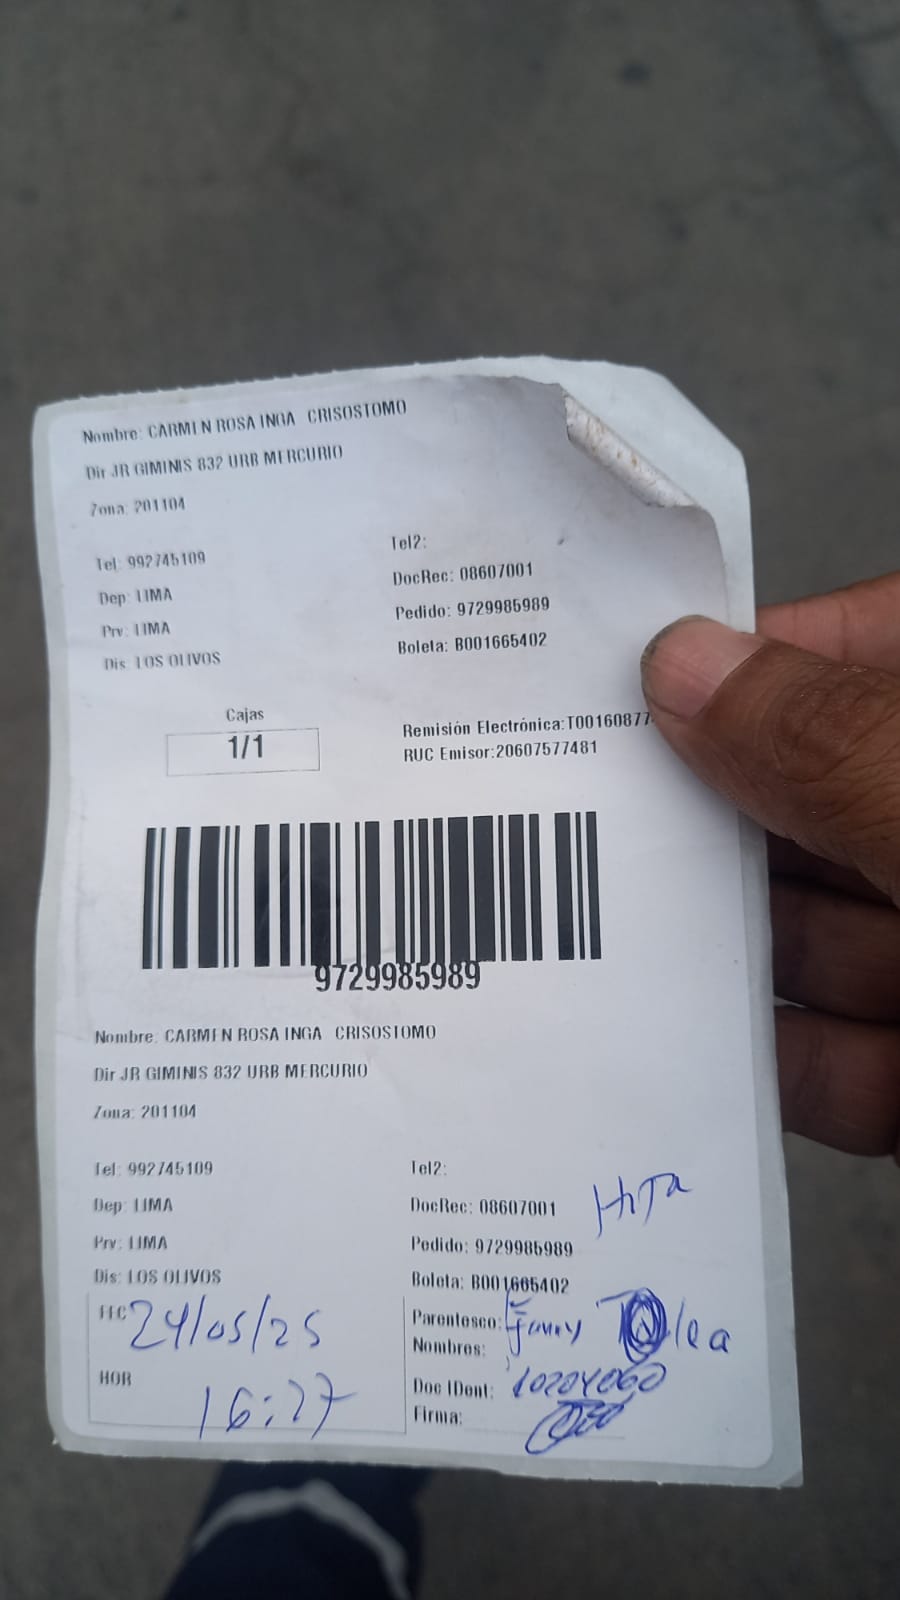 Nombre: CARMEN ROSA INGA CRISOSTOMO
Dir JR GIMINIS 832 URB MERCURIO
Zona: 201104
Tel: 992745109
Tel2:
Dep: LIMA
DocRec: 08607001
Prv: LIMA
Pedido: 9729985989
Dis: LOS OLIVOS
Boleta: B001665402
Cajas
1/1
Remisión Electrónica:T00160877
RUC Emisor:20607577481
9729985989
Nombre: CARMEN ROSA INGA CRISOSTOMO
Dir JR GIMINIS 832 URB MERCURIO
Zona: 201104
Tel: 992745109
Tel2:
Dep: LIMA
DocRec: 08607001
HiJa
Prv: LIMA
Pedido: 9729985989
Dis: LOS OLIVOS
Boleta: B001665402
FEC 24/05/25
Parentesco:
Nombres:
HOR 16:27
Doc IDent: 10204060
Firma: